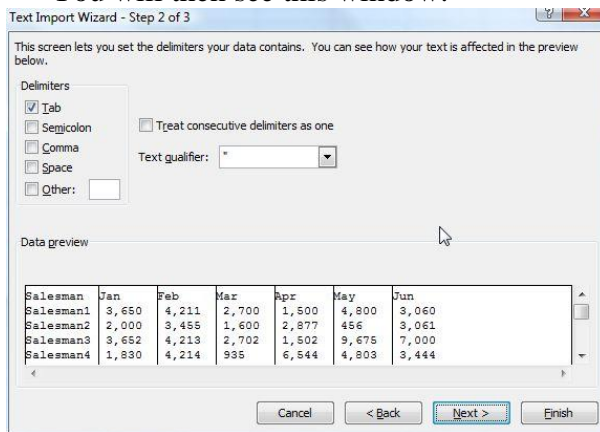 You will then see this window:
Text Import Wizard - Step 2 of 3
This screen lets you set the delimiters your data contains. You can see how your text is affected in the preview
below.
Delimiters
Tab
Semicolon
Comma
Space
Other:
Treat consecutive delimiters as one
Text qualifier: "
Data preview
Salesman Jan Feb Mar Apr May Jun
Salesman1 3,650 4,211 2,700 1,500 4,800 3,060
Salesman2 2,000 3,455 1,600 2,877 456 3,061
Salesman3 3,652 4,213 2,702 1,502 9,675 7,000
Salesman4 1,830 4,214 935 6,544 4,803 3,444
Cancel < Back Next > Finish